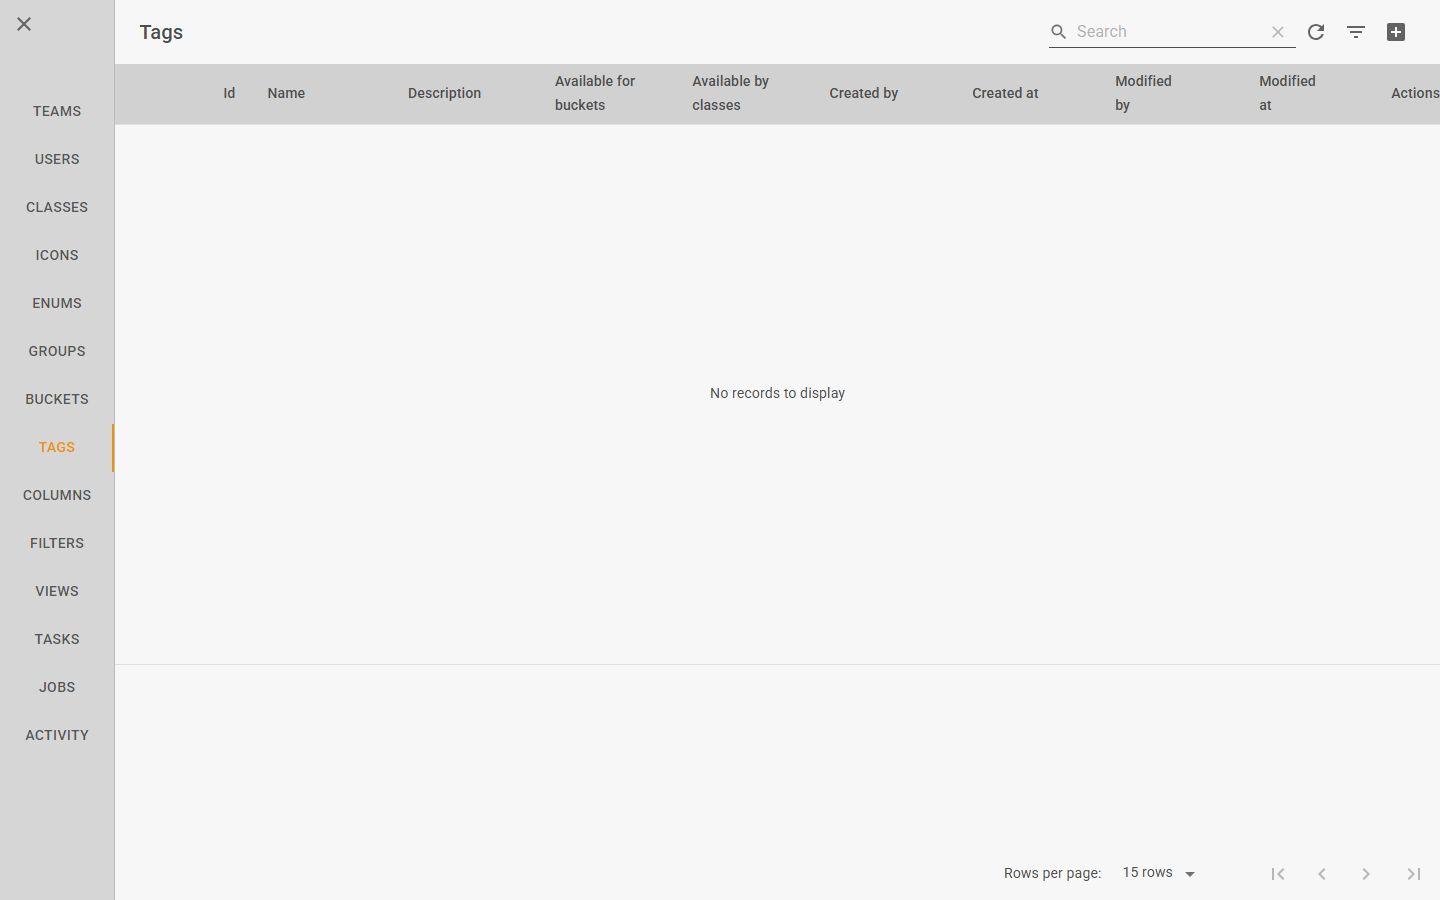 Tags
Search
TEAMS
USERS
CLASSES
ICONS
ENUMS
GROUPS
BUCKETS
TAGS
COLUMNS
FILTERS
VIEWS
TASKS
JOBS
ACTIVITY
Id
Name
Description
Available for
buckets
Available by
classes
Created by
Created at
Modified
by
Modified
at
Actions
No records to display
Rows per page:
15 rows